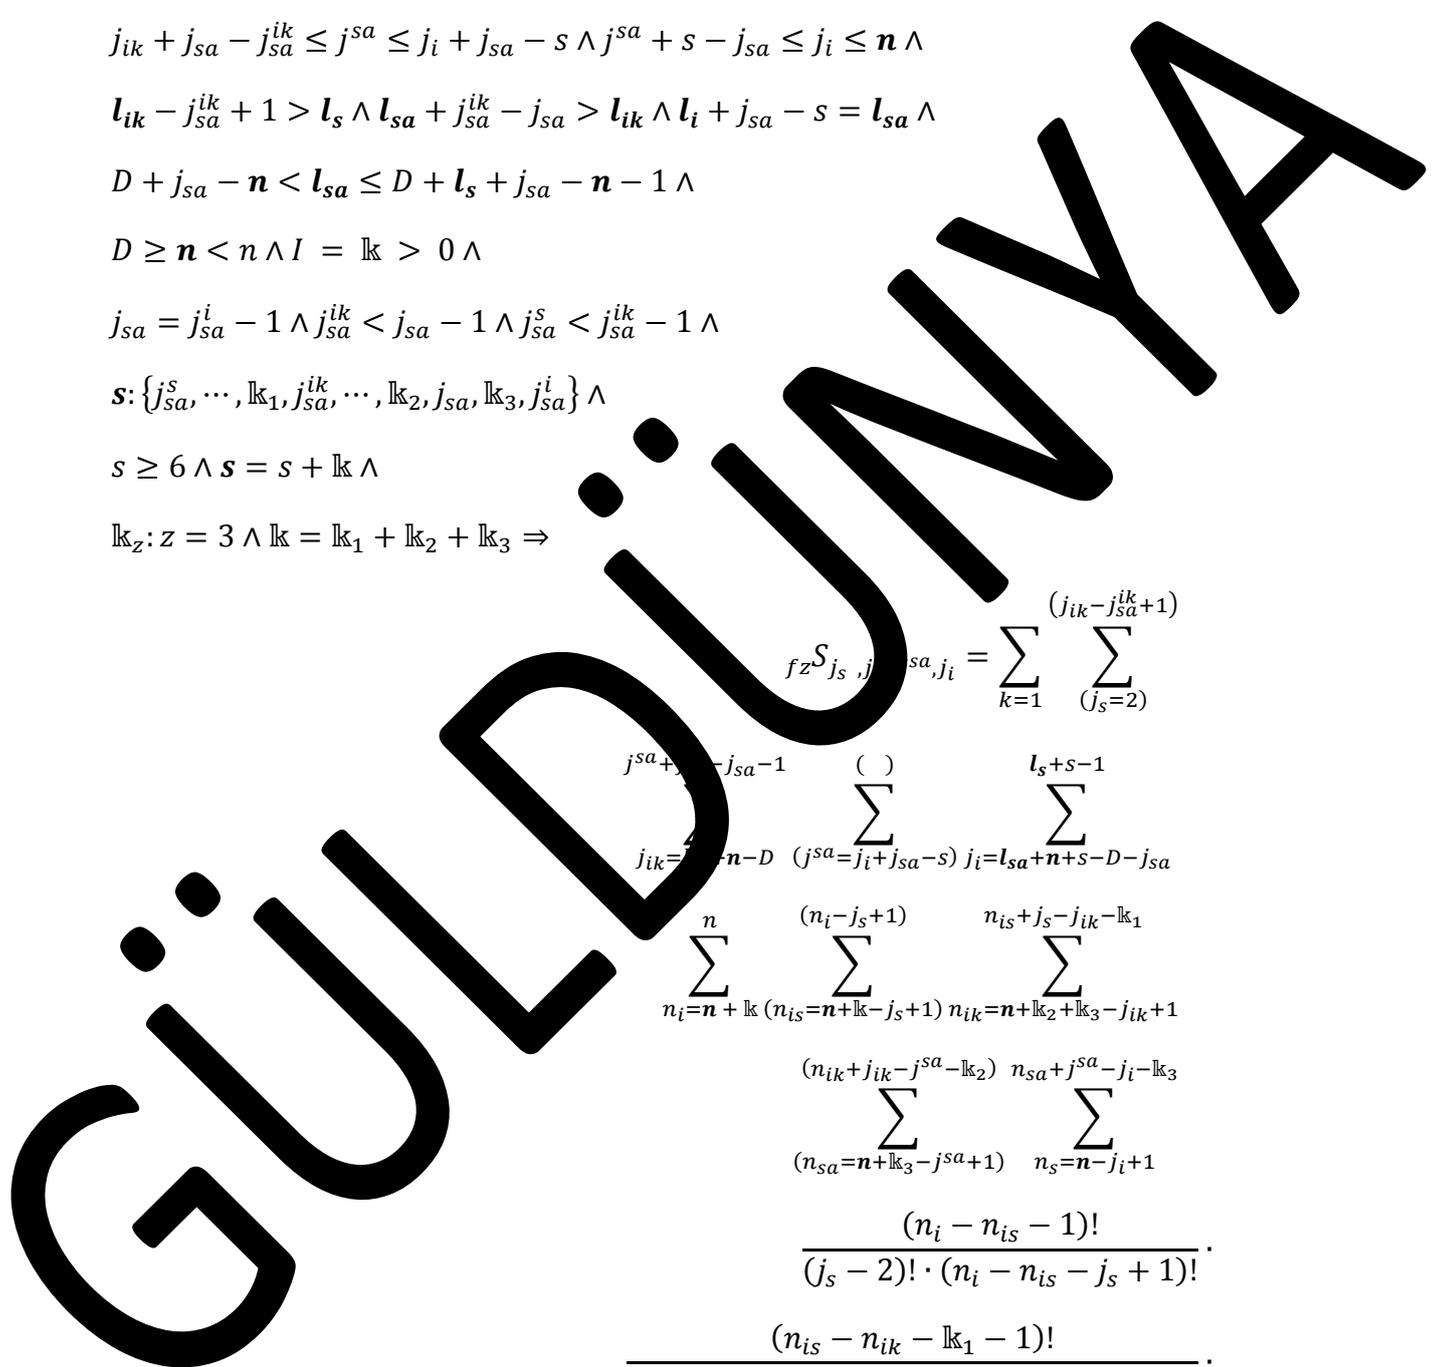 j_{ik} + j_{sa} − j_{sa}^{ik} ≤ j^{sa} ≤ j_i + j_{sa} − s ∧ j^{sa} + s − j_{sa} ≤ j_i ≤ **n** ∧
**l_{ik}** − j_{sa}^{ik} + 1 > **l_s** ∧ **l_{sa}** + j_{sa}^{ik} − j_{sa} > **l_{ik}** ∧ **l_i** + j_{sa} − s = **l_{sa}** ∧
D + j_{sa} − **n** < **l_{sa}** ≤ D + **l_s** + j_{sa} − **n** − 1 ∧
D ≥ **n** < n ∧ I = 𝕜 > 0 ∧
j_{sa} = j_{sa}^{i} − 1 ∧ j_{sa}^{ik} < j_{sa} − 1 ∧ j_{sa}^{s} < j_{sa}^{ik} − 1 ∧
**s**: {j_{sa}^{s}, ⋯, 𝕜_1, j_{sa}^{ik}, ⋯, 𝕜_2, j_{sa}, 𝕜_3, j_{sa}^{i}} ∧
s ≥ 6 ∧ **s** = s + 𝕜 ∧
𝕜_z: z = 3 ∧ 𝕜 = 𝕜_1 + 𝕜_2 + 𝕜_3 ⇒
(j_{ik}−j_{sa}^{ik}+1)
_{fz}S_{j_s ,j sa,j_i} = ∑ ∑
k=1 (j_s=2)
j^{sa}+ −j_{sa}−1 ( ) **l_s**+s−1
∑ ∑
j_{ik}= **n**−D (j^{sa}=j_i+j_{sa}−s) j_i=**l_{sa}**+**n**+s−D−j_{sa}
n (n_i−j_s+1) n_{is}+j_s−j_{ik}−𝕜_1
∑ ∑ ∑
n_i=**n** + 𝕜 (n_{is}=**n**+𝕜−j_s+1) n_{ik}=**n**+𝕜_2+𝕜_3−j_{ik}+1
(n_{ik}+j_{ik}−j^{sa}−𝕜_2) n_{sa}+j^{sa}−j_i−𝕜_3
∑ ∑
(n_{sa}=**n**+𝕜_3−j^{sa}+1) n_s=**n**−j_i+1
(n_i − n_{is} − 1)!
(j_s − 2)! · (n_i − n_{is} − j_s + 1)! ·
(n_{is} − n_{ik} − 𝕜_1 − 1)! ·
GÜLDÜNYA